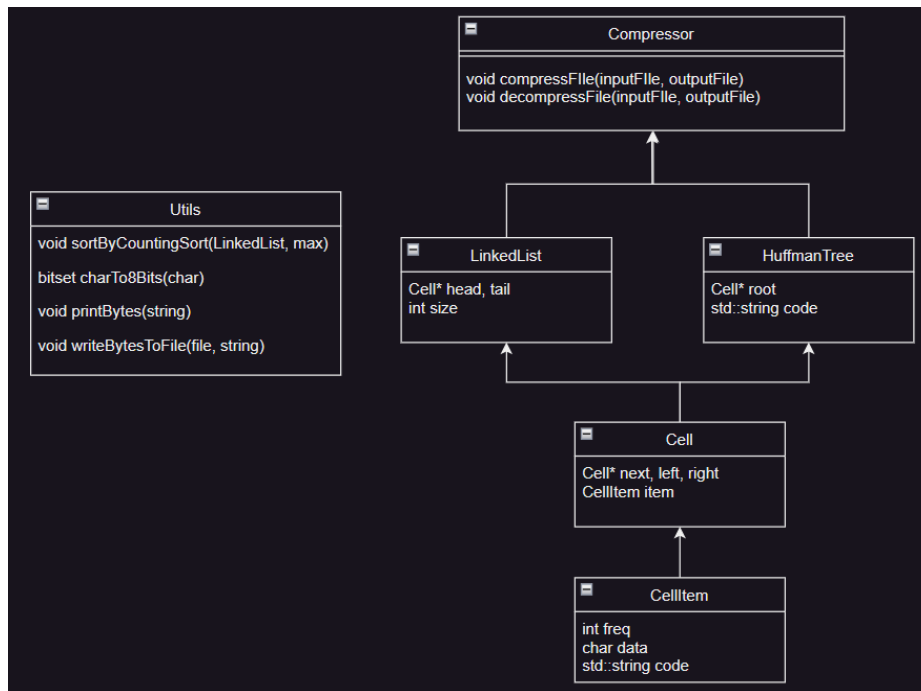 Compressor
void compressFIle(inputFIle, outputFile)
void decompressFile(inputFIle, outputFile)
Utils
void sortByCountingSort(LinkedList, max)
bitset charTo8Bits(char)
void printBytes(string)
void writeBytesToFile(file, string)
LinkedList
Cell* head, tail
int size
HuffmanTree
Cell* root
std::string code
Cell
Cell* next, left, right
CellItem item
CellItem
int freq
char data
std::string code